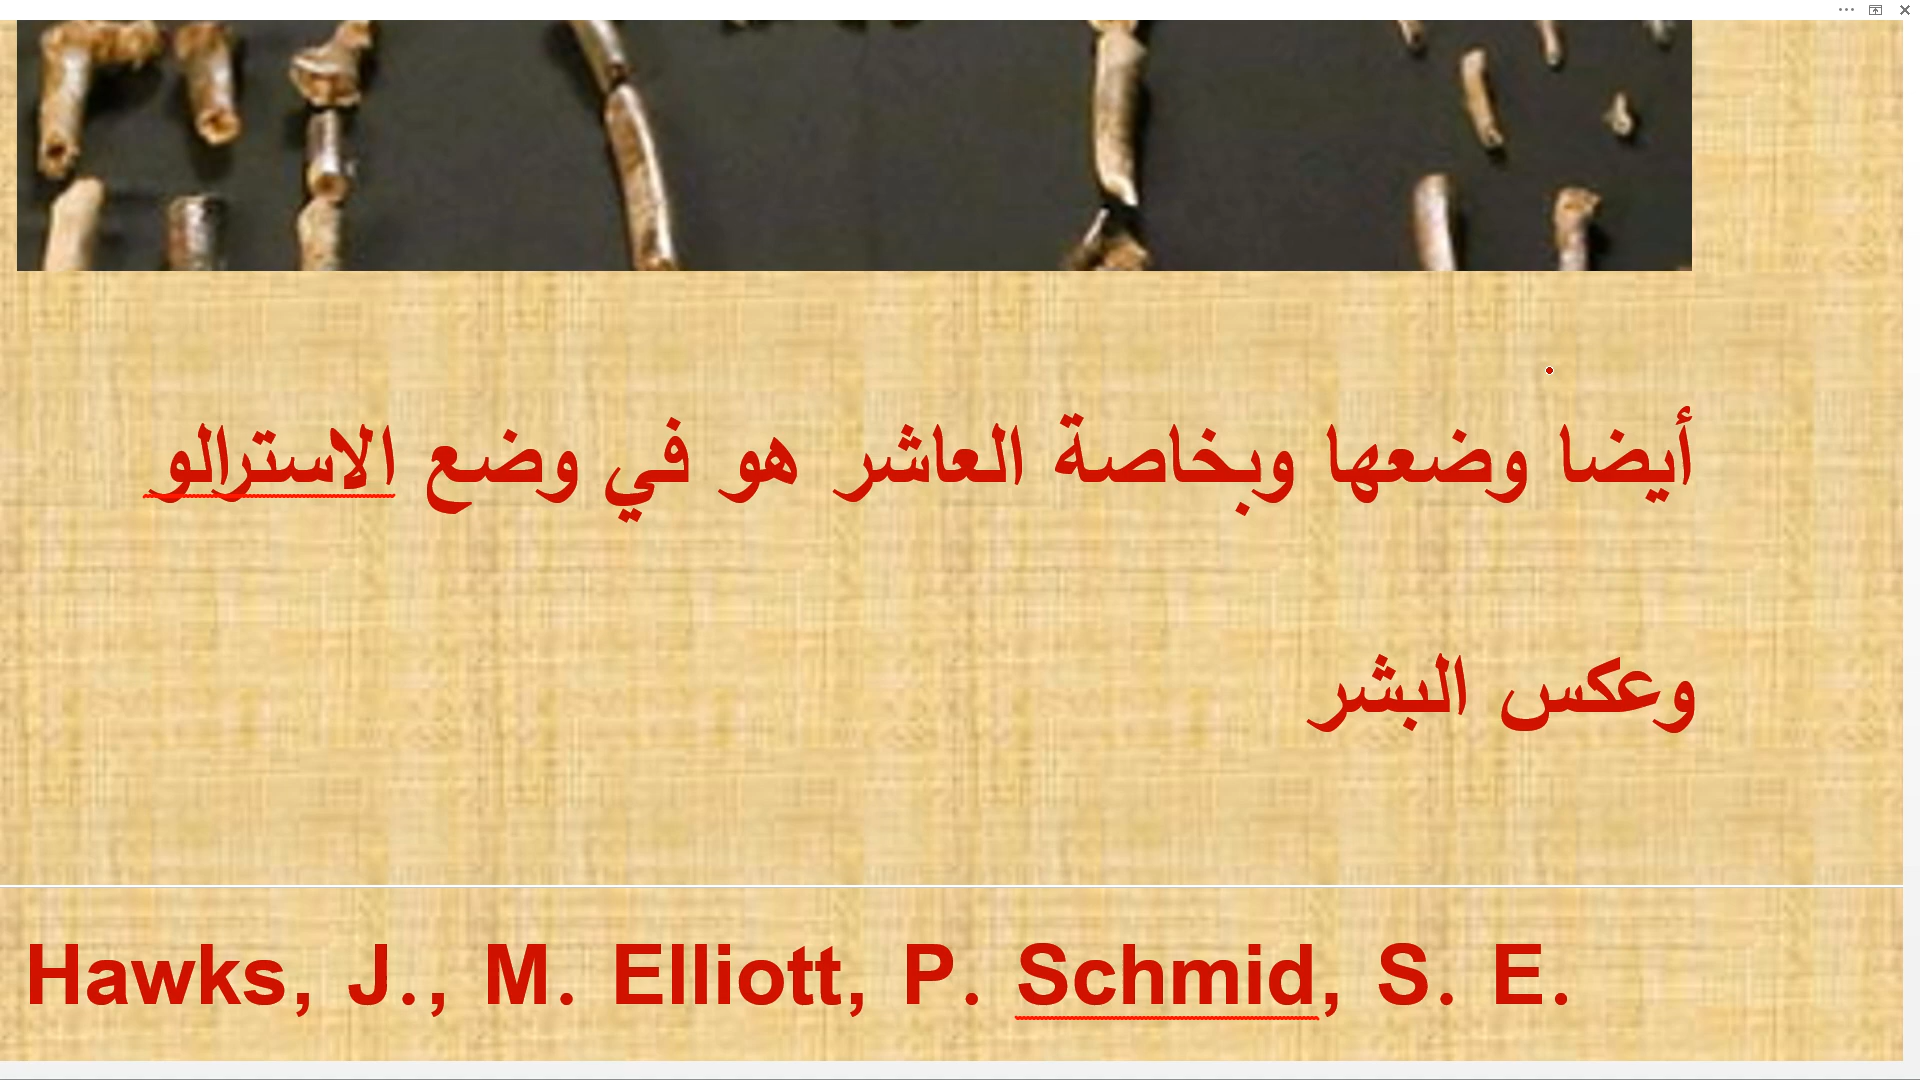 أيضا وضعها وبخاصة العاشر هو في وضع الاسترالو
وعكس البشر
Hawks, J., M. Elliott, P. Schmid, S. E.